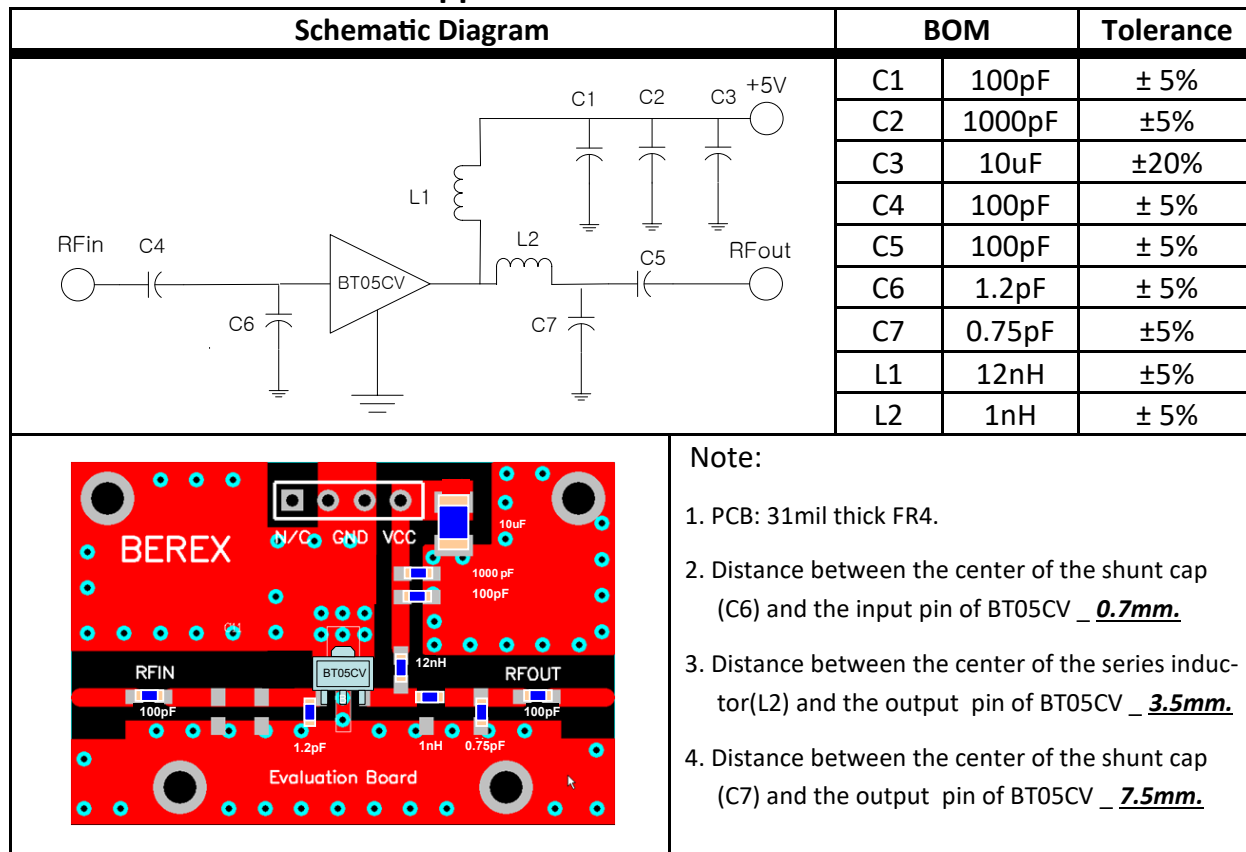 Schematic Diagram
BOM
Tolerance
C1 100pF ± 5%
C2 1000pF ±5%
C3 10uF ±20%
C4 100pF ± 5%
C5 100pF ± 5%
C6 1.2pF ± 5%
C7 0.75pF ±5%
L1 12nH ±5%
L2 1nH ± 5%
C1 C2 C3 +5V
L1
RFin C4 L2 C5 RFout
BT05CV
C6 C7
BEREX
N/C GND VCC
10uF
1000 pF
100pF
12nH
RFIN BT05CV RFOUT
100pF 100pF
1.2pF 1nH 0.75pF
Evaluation Board
Note:
1. PCB: 31mil thick FR4.
2. Distance between the center of the shunt cap
(C6) and the input pin of BT05CV _ 0.7mm.
3. Distance between the center of the series induc-
tor(L2) and the output pin of BT05CV _ 3.5mm.
4. Distance between the center of the shunt cap
(C7) and the output pin of BT05CV _ 7.5mm.